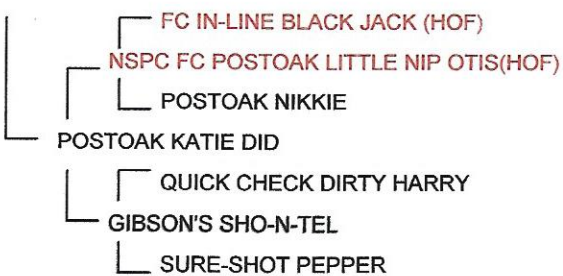 FC IN-LINE BLACK JACK (HOF)
NSPC FC POSTOAK LITTLE NIP OTIS(HOF)
POSTOAK NIKKIE
POSTOAK KATIE DID
QUICK CHECK DIRTY HARRY
GIBSON'S SHO-N-TEL
SURE-SHOT PEPPER